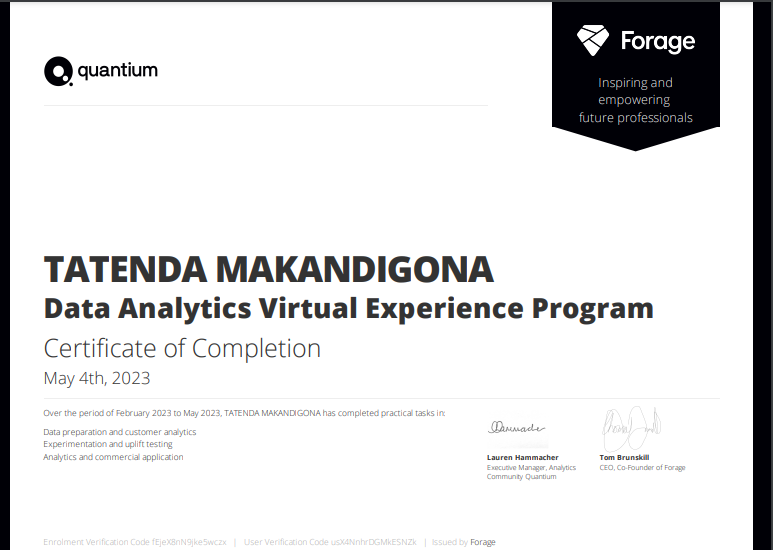 quantium
Forage
Inspiring and
empowering
future professionals
TATENDA MAKANDIGONA
Data Analytics Virtual Experience Program
Certificate of Completion
May 4th, 2023
Over the period of February 2023 to May 2023, TATENDA MAKANDIGONA has completed practical tasks in:
Data preparation and customer analytics
Experimentation and uplift testing
Analytics and commercial application
Lauren Hammacher
Executive Manager, Analytics
Community Quantium
Tom Brunskill
CEO, Co-Founder of Forage
Enrolment Verification Code fEjeX8nN9jke5wczx | User Verification Code usX4NnhrDGMkESNZk | Issued by Forage